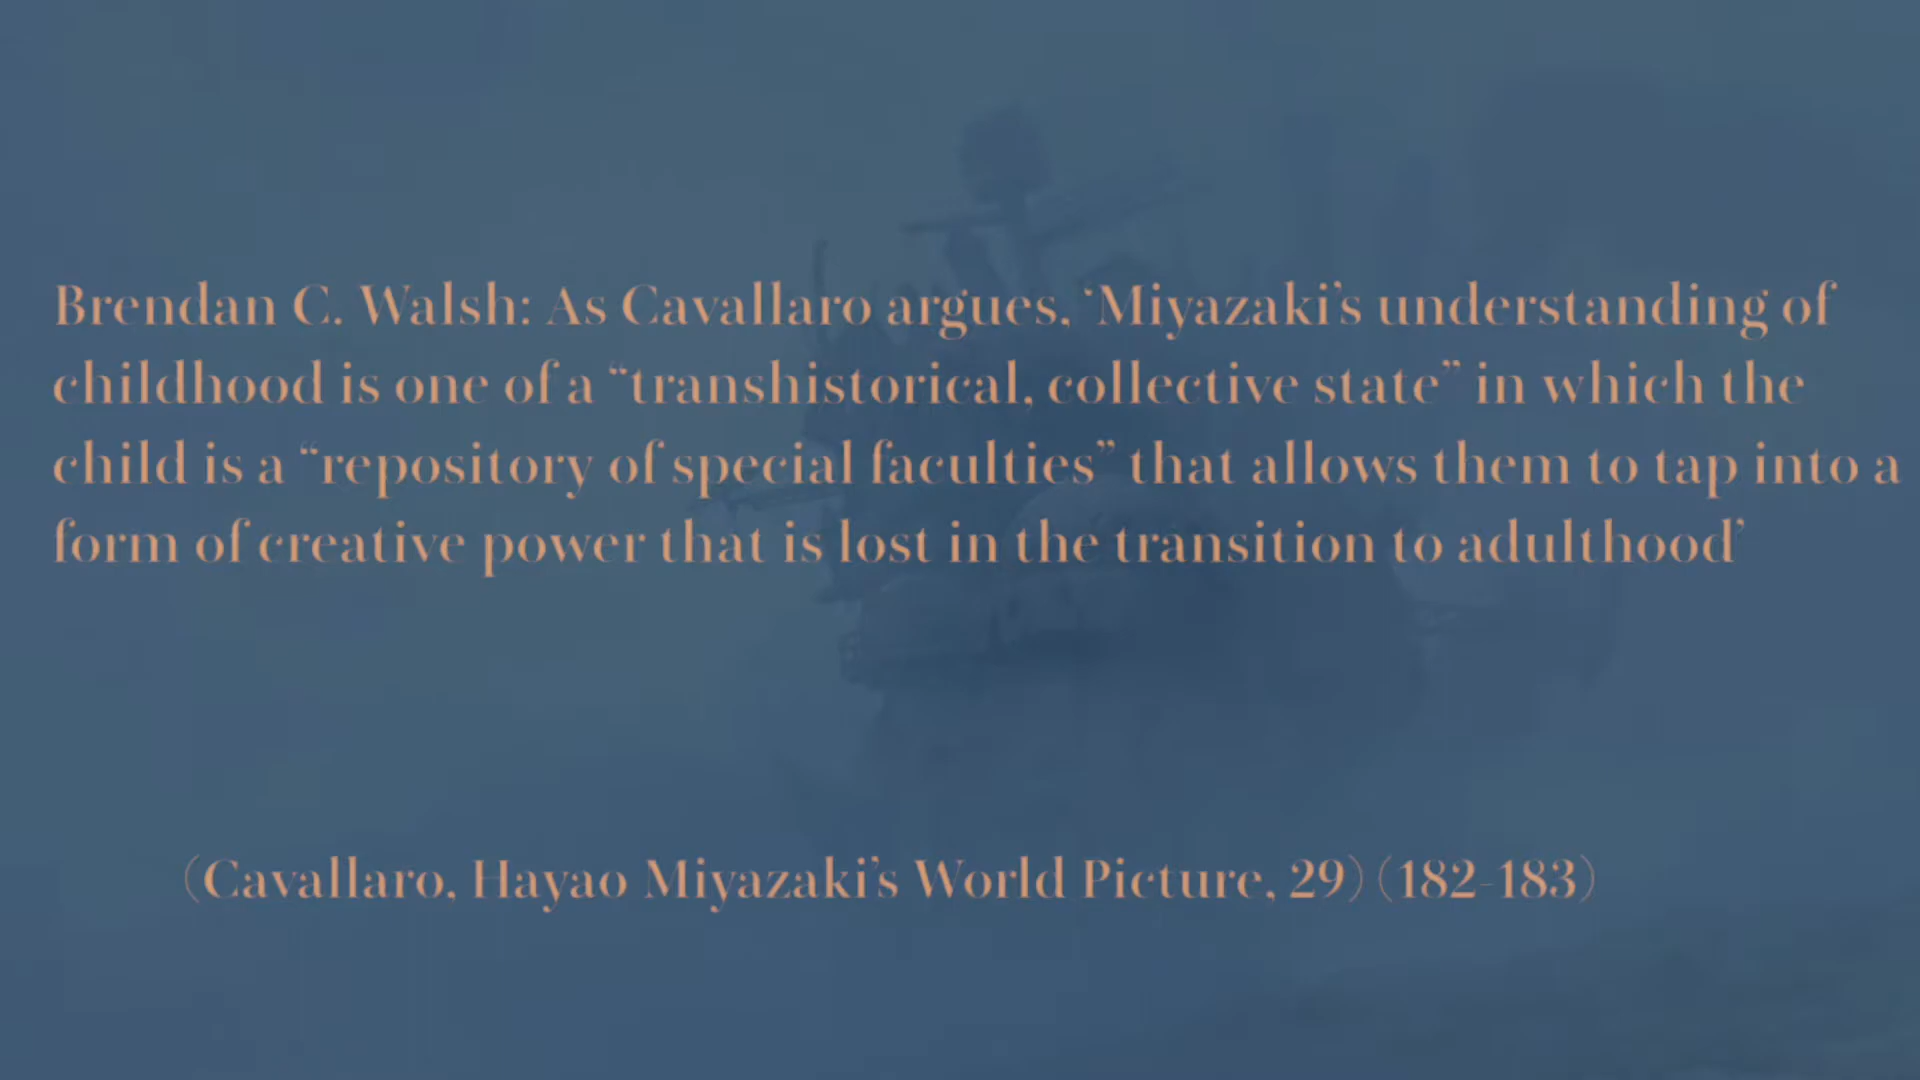 Brendan C. Walsh: As Cavallaro argues, ‘Miyazaki’s understanding of
childhood is one of a “transhistorical, collective state” in which the
child is a “repository of special faculties” that allows them to tap into a
form of creative power that is lost in the transition to adulthood’
(Cavallaro, Hayao Miyazaki’s World Picture, 29) (182-183)